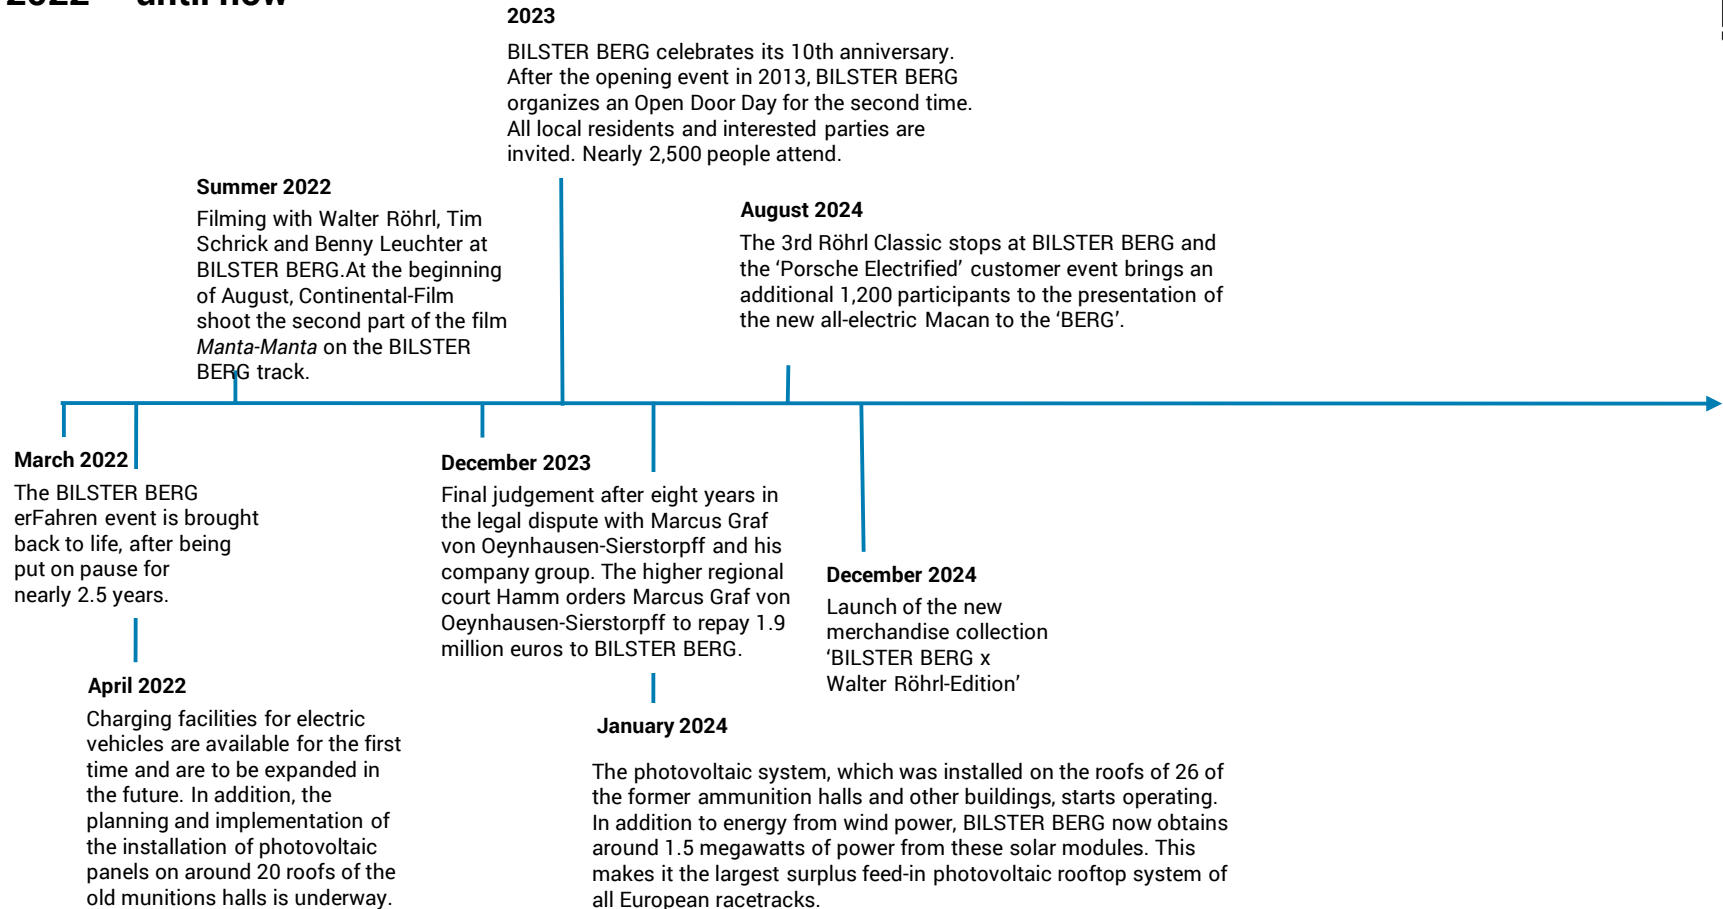 2022 – until now
2023
BILSTER BERG celebrates its 10th anniversary.
After the opening event in 2013, BILSTER BERG
organizes an Open Door Day for the second time.
All local residents and interested parties are
invited. Nearly 2,500 people attend.
Summer 2022
Filming with Walter Röhrl, Tim
Schrick and Benny Leuchter at
BILSTER BERG.At the beginning
of August, Continental-Film
shoot the second part of the film
Manta-Manta on the BILSTER
BERG track.
August 2024
The 3rd Röhrl Classic stops at BILSTER BERG and
the ‘Porsche Electrified’ customer event brings an
additional 1,200 participants to the presentation of
the new all-electric Macan to the ‘BERG’.
March 2022
The BILSTER BERG
erFahren event is brought
back to life, after being
put on pause for
nearly 2.5 years.
April 2022
Charging facilities for electric
vehicles are available for the first
time and are to be expanded in
the future. In addition, the
planning and implementation of
the installation of photovoltaic
panels on around 20 roofs of the
old munitions halls is underway.
December 2023
Final judgement after eight years in
the legal dispute with Marcus Graf
von Oeynhausen-Sierstorpff and his
company group. The higher regional
court Hamm orders Marcus Graf von
Oeynhausen-Sierstorpff to repay 1.9
million euros to BILSTER BERG.
January 2024
The photovoltaic system, which was installed on the roofs of 26 of
the former ammunition halls and other buildings, starts operating.
In addition to energy from wind power, BILSTER BERG now obtains
around 1.5 megawatts of power from these solar modules. This
makes it the largest surplus feed-in photovoltaic rooftop system of
all European racetracks.
December 2024
Launch of the new
merchandise collection
‘BILSTER BERG x
Walter Röhrl-Edition’